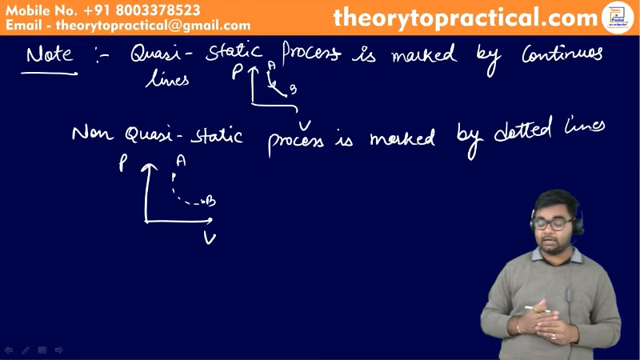 Mobile No. +91 8003378523
Email - theorytopractical.com
theorytopractical.com
Note :- Quasi-Static process is marked by continues
lines
P
A
B
V
Non Quasi-Static process is marked by dotted lines
P
A
B
V